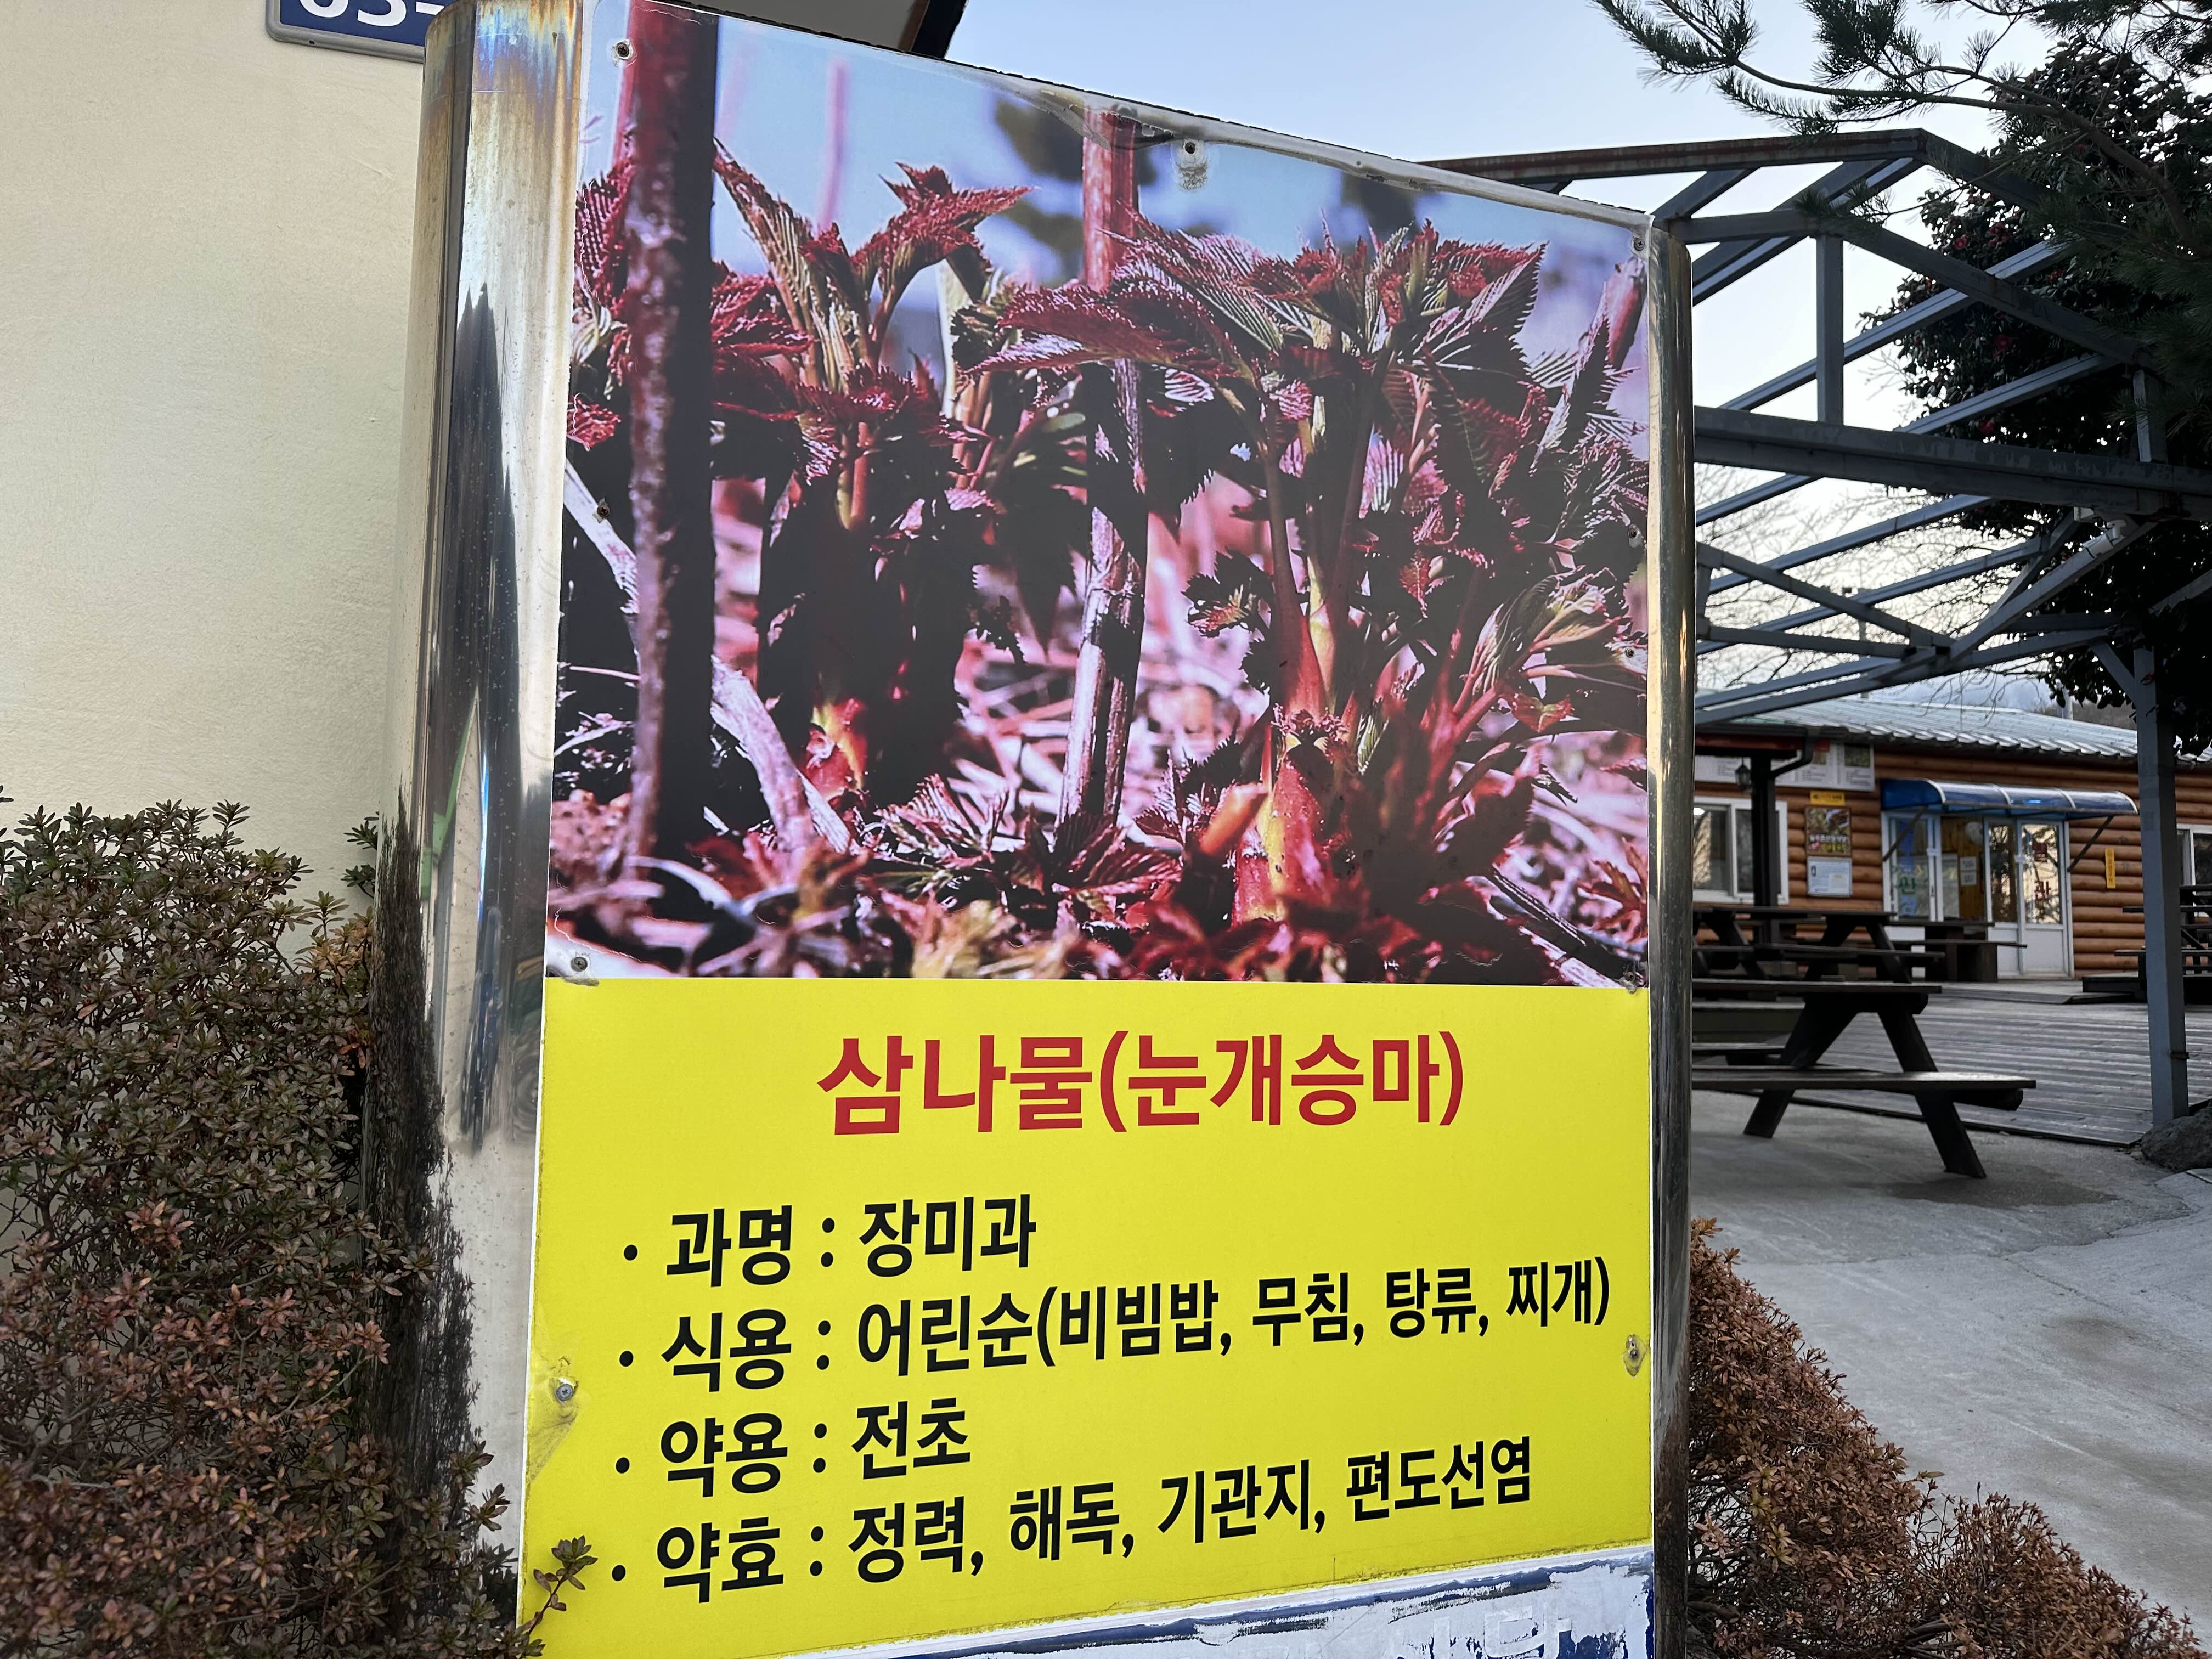 삼나물(눈개승마)
· 과명 : 장미과
· 식용 : 어린순(비빔밥, 무침, 탕류, 찌개)
· 약용 : 전초
· 약효 : 정력, 해독, 기관지, 편도선염